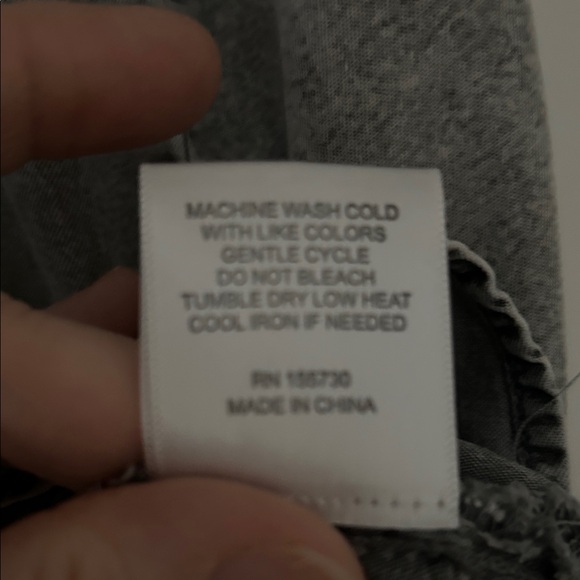 MACHINE WASH COLD
WITH LIKE COLORS
GENTLE CYCLE
DO NOT BLEACH
TUMBLE DRY LOW HEAT
COOL IRON IF NEEDED
RN 155730
MADE IN CHINA